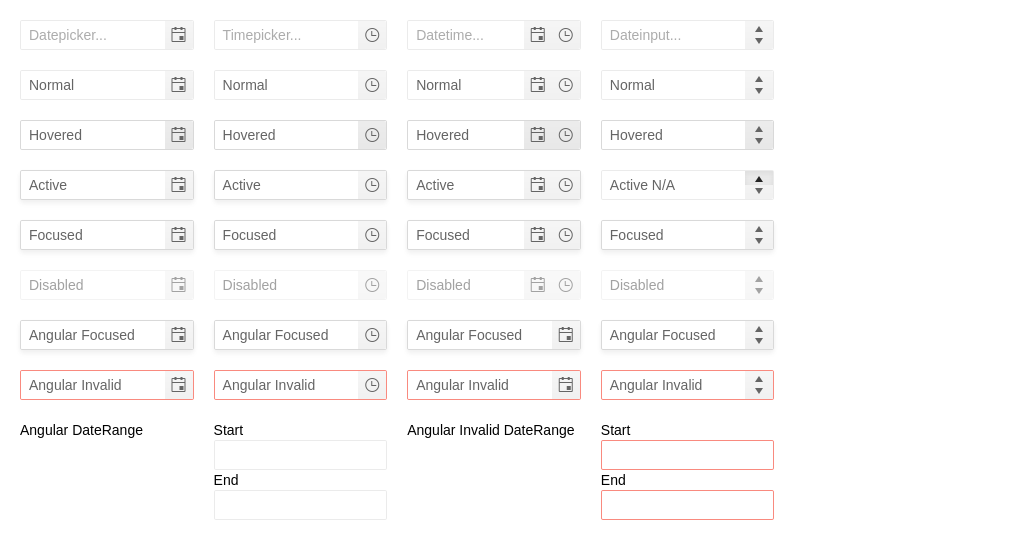 Datepicker... Timepicker... Datetime... Dateinput...
Normal Normal Normal Normal
Hovered Hovered Hovered Hovered
Active Active Active Active N/A
Focused Focused Focused Focused
Disabled Disabled Disabled Disabled
Angular Focused Angular Focused Angular Focused Angular Focused
Angular Invalid Angular Invalid Angular Invalid Angular Invalid
Angular DateRange Start Angular Invalid DateRange Start
End End